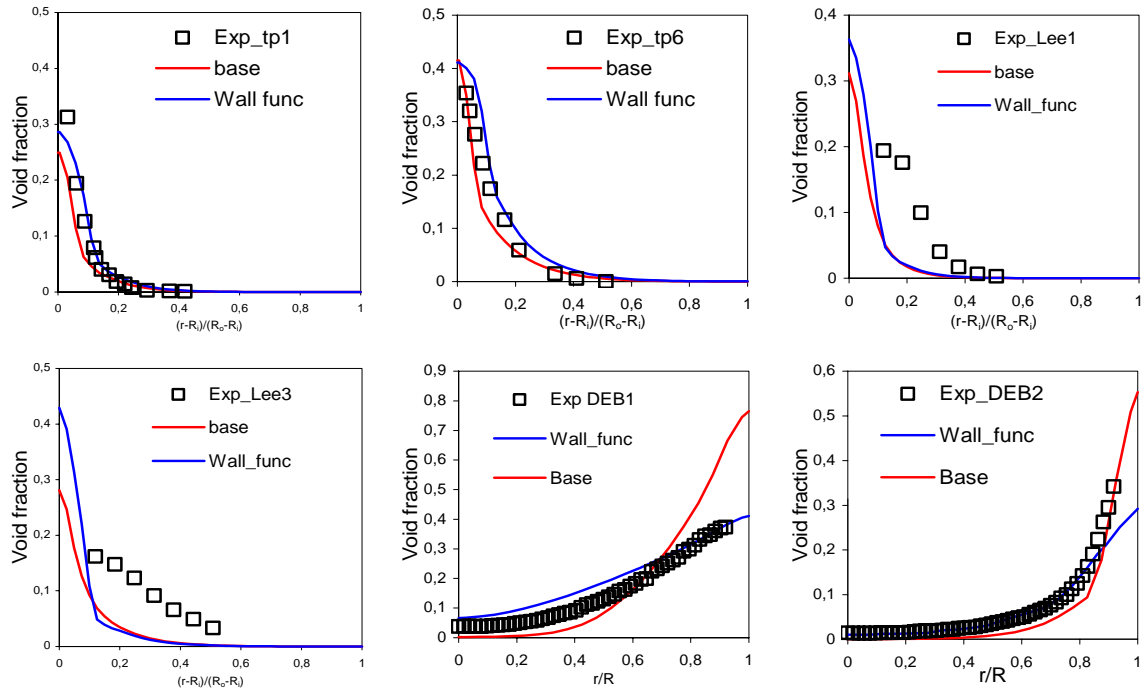 0,5
0,4
0,3
0,2
0,1
0
Void fraction
Exp_tp1
base
Wall func
0 0,2 0,4 0,6 0,8 1
(r-Ri)/(Ro-Ri)
0,5
0,4
0,3
0,2
0,1
0
Void fraction
Exp_tp6
base
Wall func
0 0,2 0,4 0,6 0,8 1
(r-Ri)/(Ro-Ri)
0,4
0,3
0,2
0,1
0
Void fraction
Exp_Lee1
base
Wall_func
0 0,2 0,4 0,6 0,8 1
(r-Ri)/(Ro-Ri)
0,5
0,4
0,3
0,2
0,1
0
Void fraction
Exp_Lee3
base
Wall_func
0 0,2 0,4 0,6 0,8 1
(r-Ri)/(Ro-Ri)
0,9
0,8
0,7
0,6
0,5
0,4
0,3
0,2
0,1
0
Void fraction
Exp DEB1
Wall_func
Base
0 0,2 0,4 0,6 0,8 1
r/R
0,6
0,5
0,4
0,3
0,2
0,1
0
Void fraction
Exp_DEB2
Wall_func
Base
0 0,2 0,4 0,6 0,8 1
r/R